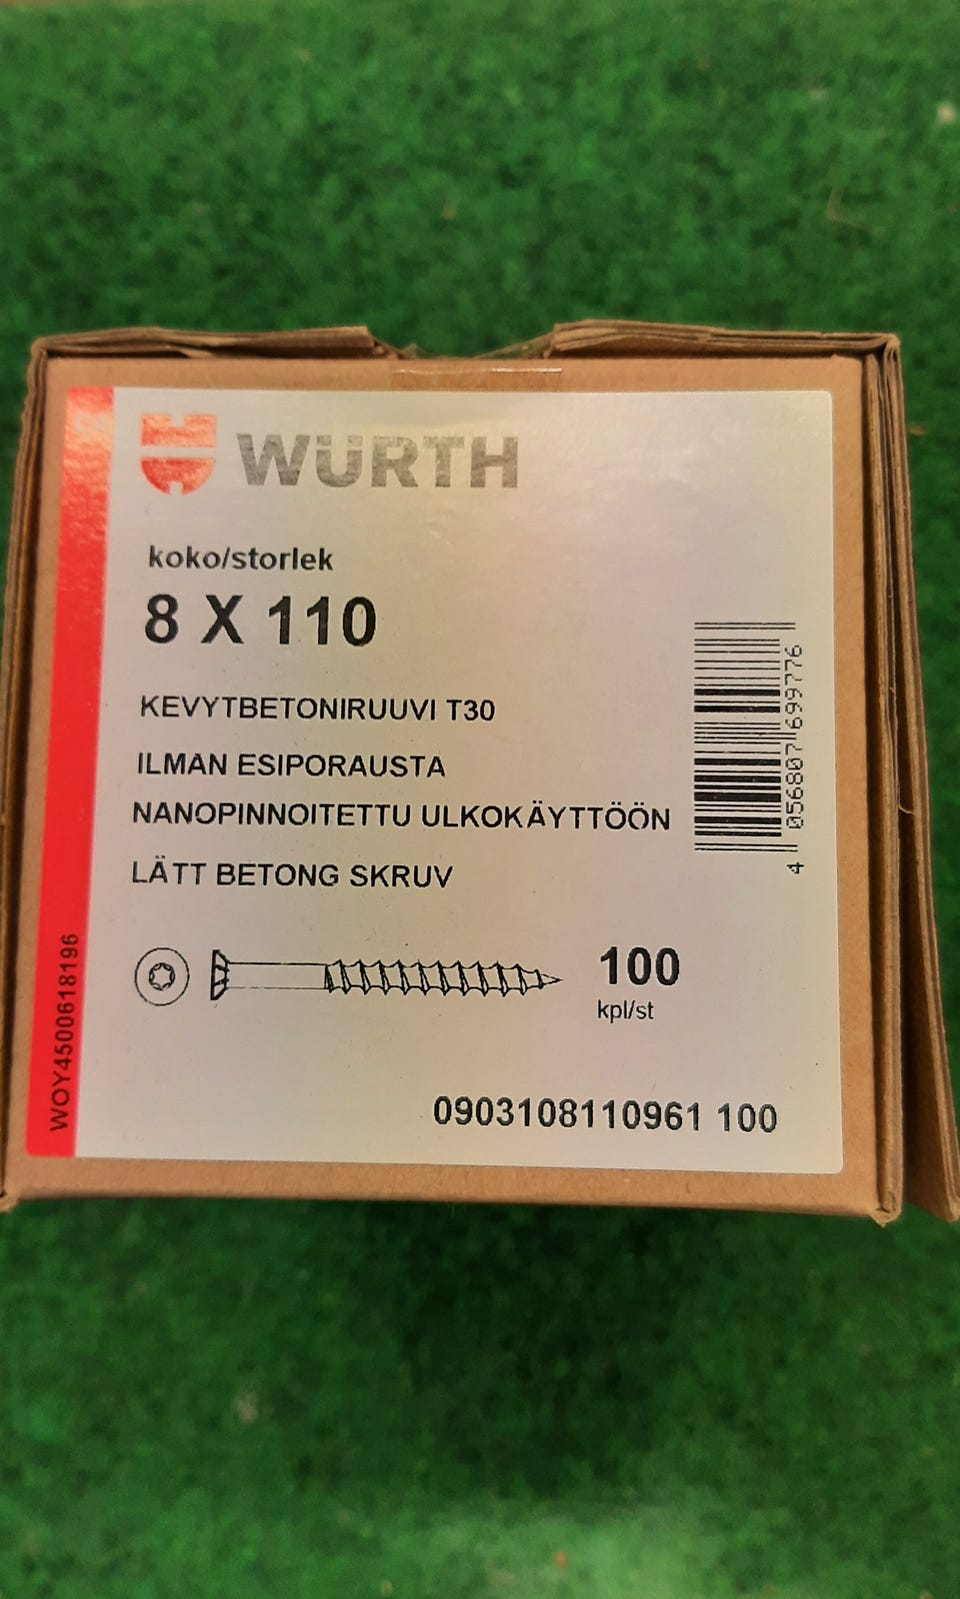 WÜRTH
koko/storlek
8 X 110
KEVYTBETONIRUUVI T30
ILMAN ESIPORAUSTA
NANOPINNOITETTU ULKOKÄYTTÖÖN
LÄTT BETONG SKRUV
100
kpl/st
0903108110961 100
4 056807 699776
WOY4500618196